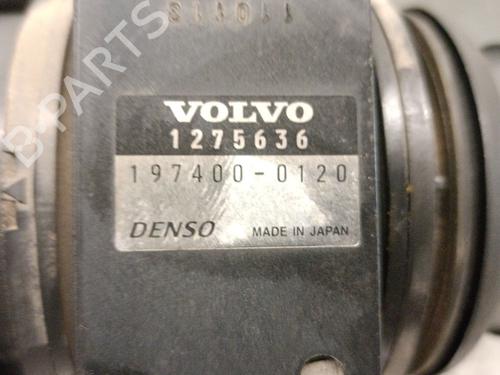 VOLVO
1275636
197400-0120
DENSO MADE IN JAPAN
B-Parts